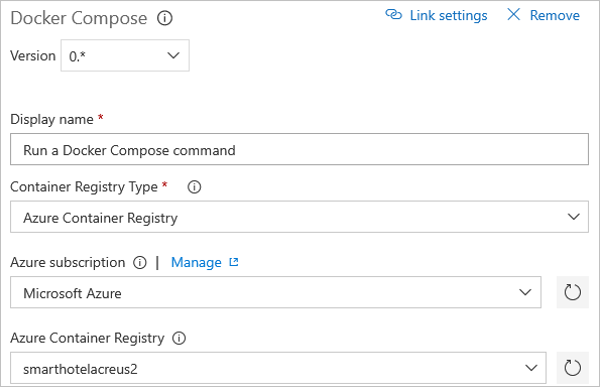 Docker Compose Link settings Remove
Version 0.*
Display name *
Run a Docker Compose command
Container Registry Type *
Azure Container Registry
Azure subscription | Manage
Microsoft Azure
Azure Container Registry
smarthotelacreus2